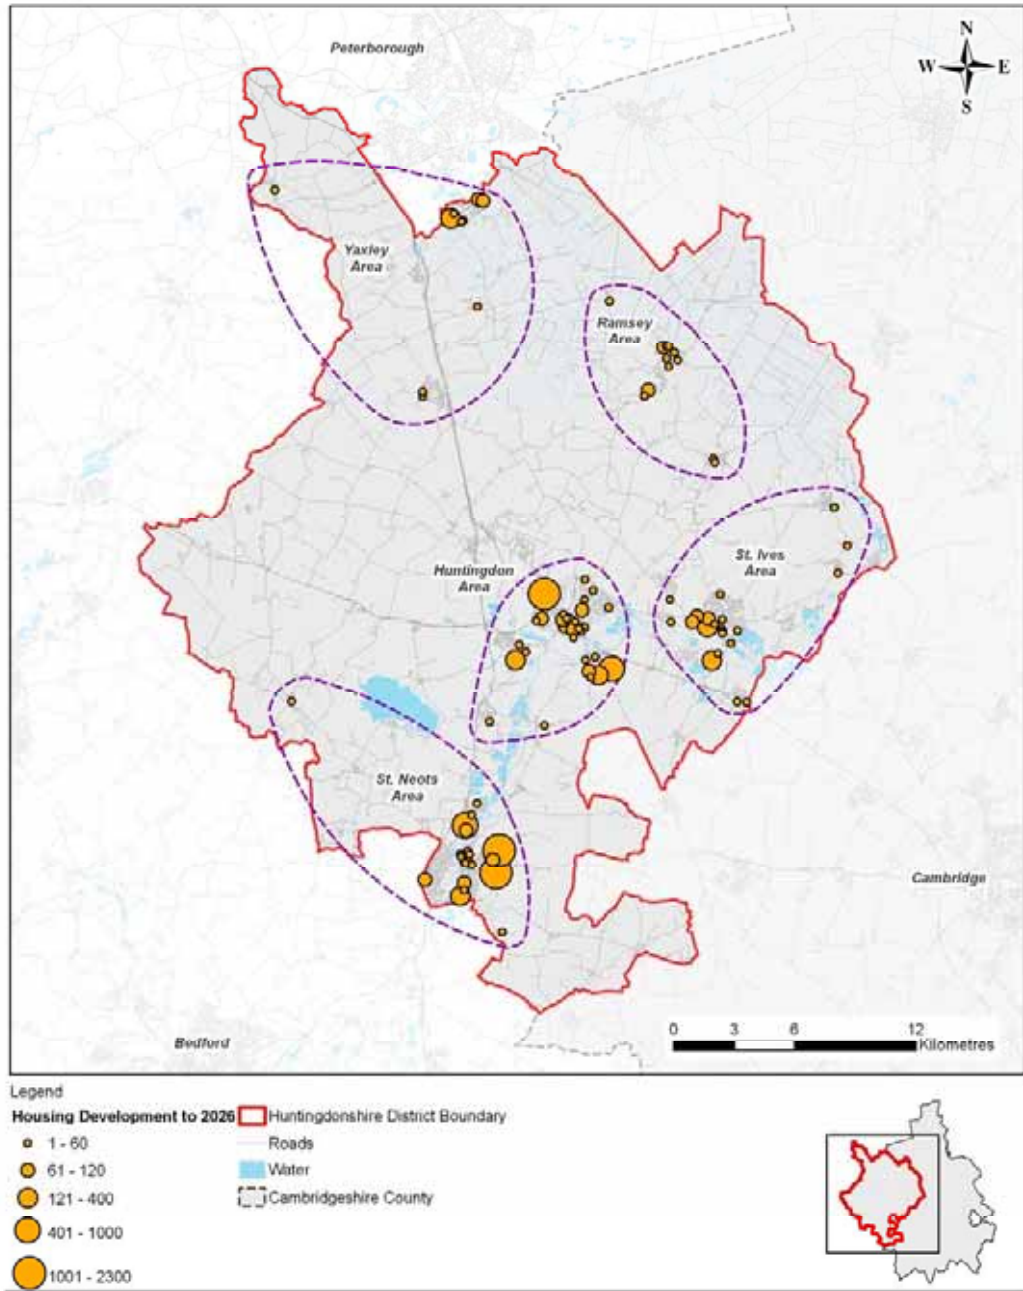 Peterborough
N
W E
S
Yaxley
Area
Ramsey
Area
St. Ives
Area
Huntingdon
Area
St. Neots
Area
Cambridge
Bedford
0 3 6 12
Kilometres
Legend
Housing Development to 2026
1 - 60
61 - 120
121 - 400
401 - 1000
1001 - 2300
Huntingdonshire District Boundary
Roads
Water
Cambridgeshire County